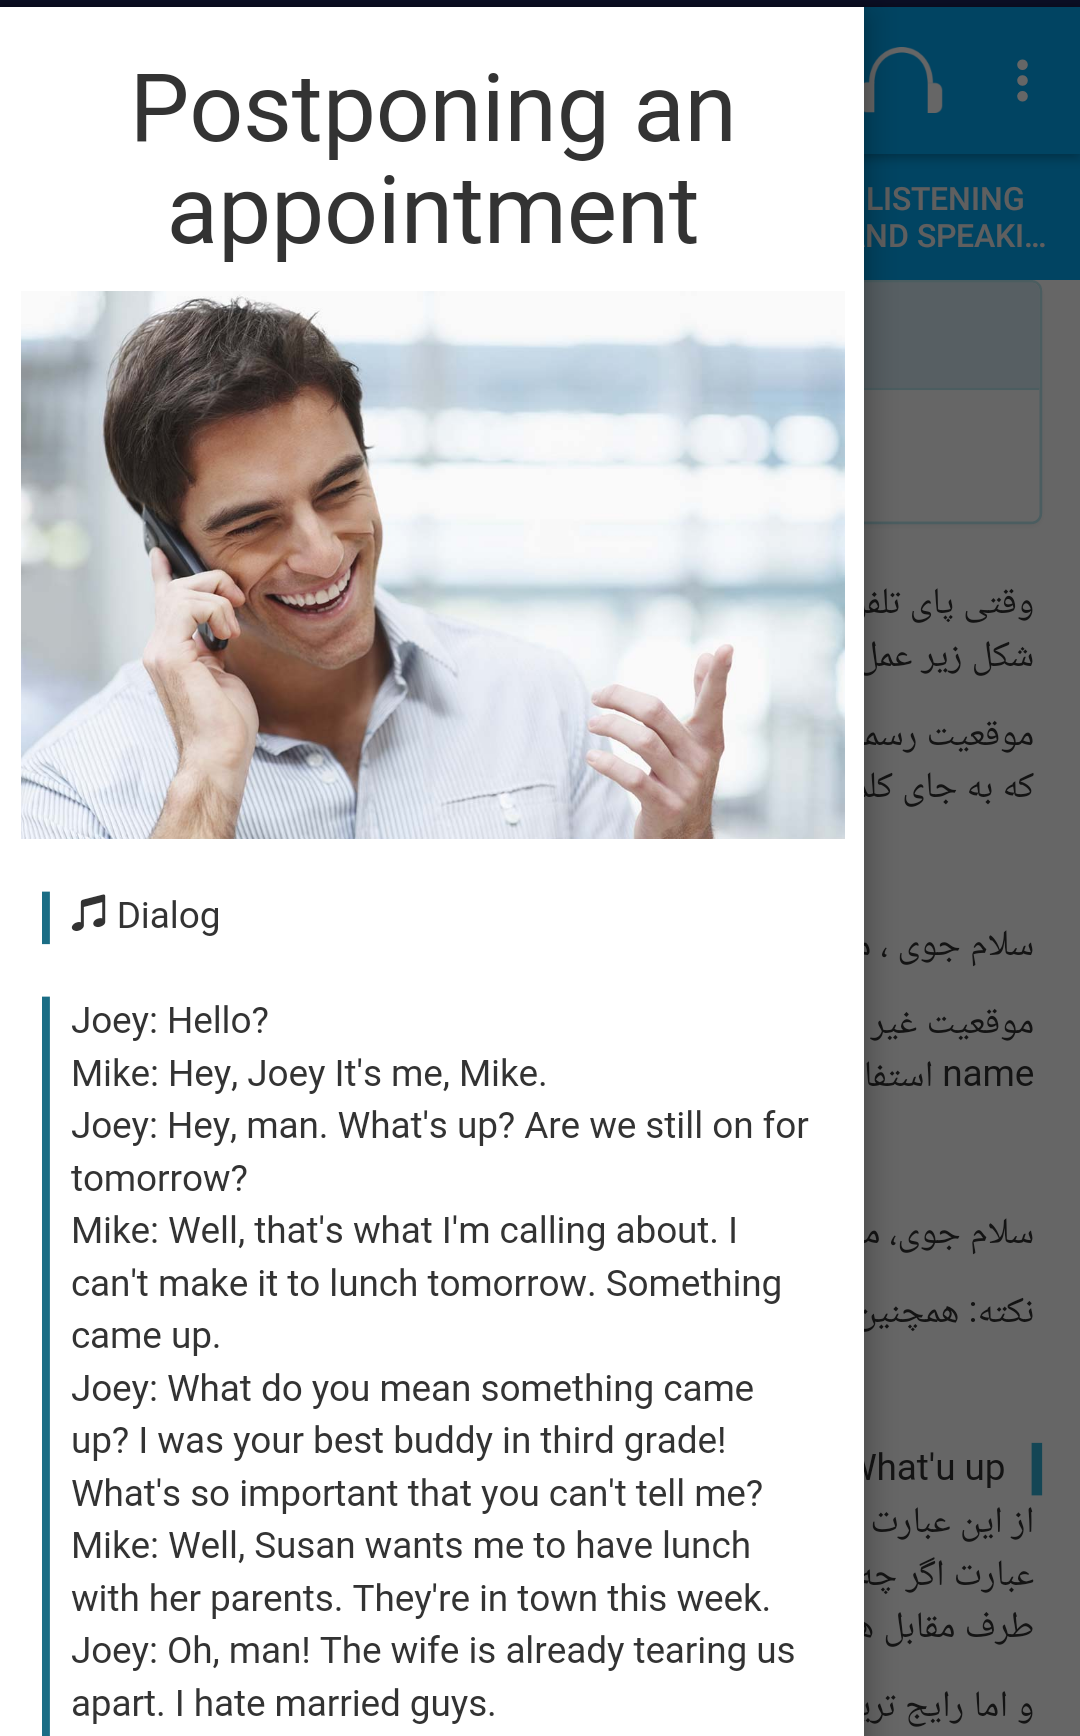 Postponing an
appointment
LISTENING
ND SPEAKI...
Dialog
Joey: Hello?
Mike: Hey, Joey It's me, Mike.
Joey: Hey, man. What's up? Are we still on for
tomorrow?
Mike: Well, that's what I'm calling about. I
can't make it to lunch tomorrow. Something
came up.
Joey: What do you mean something came
up? I was your best buddy in third grade!
What's so important that you can't tell me?
Mike: Well, Susan wants me to have lunch
with her parents. They're in town this week.
Joey: Oh, man! The wife is already tearing us
apart. I hate married guys.
وقتی پای
شکل زیر عمل
موقعیت
که به جای
سلام جوی ،
موقعیت غیر
name
سلام جوی،
نکته: همچنین
What'u up
از این عبارت
عبارت اگر
طرف مقابل
و اما رایج